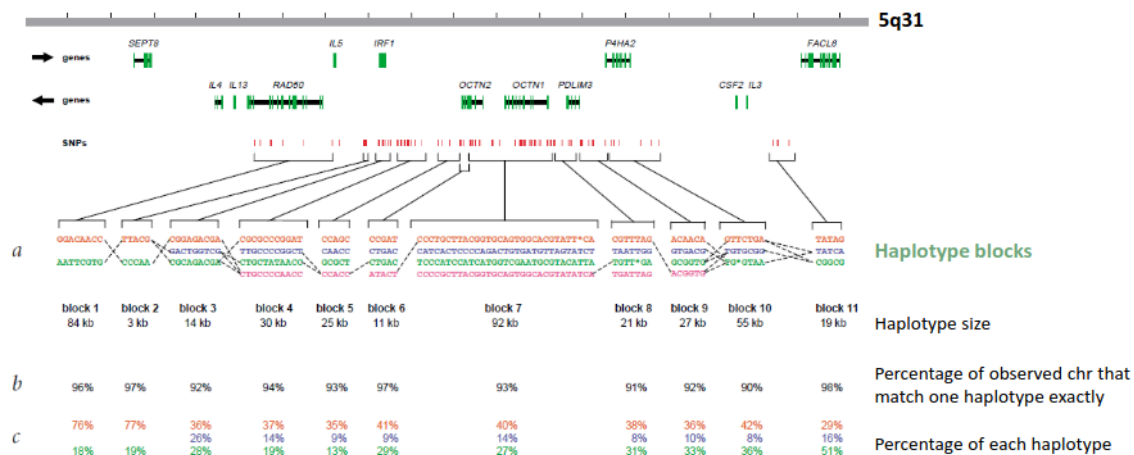 5q31
SEPT8 IL5 IRF1 P4HA2 FACL6
genes
IL4 IL13 RAD50 OCTN2 OCTN1 PDLIM3 CSF2 IL3
genes
SNPs
GGACAACC TTACG CGGAGACGA CGCGCCCGGAT CCAGC CCGAT CCCTGCTTACGGTGCAGTGGCACGTATT*CA CGTTTAG ACAACA GTTCTGA TATAG
a GACTGGTCG TTGCCCCGGCT CAACC CTGAC CATCACTCCCCAGACTGTGATGTTAGTATCT TAATTGG GTGACG TGTGCGG TATCA Haplotype blocks
AATTCGTG CCCAA CGCAGACGA CTGCTATAACC GCGCT CTGAC TCCCATCCATCATGGTCGAATGCGTACATTA TGTT*GA GCGGTG TG*GTAA CGGCG
CTGCCCCAACC CCACC ATACT CCCCGCTTACGGTGCAGTGGCACGTATATCA TGATTAG ACGGTG
block 1 block 2 block 3 block 4 block 5 block 6 block 7 block 8 block 9 block 10 block 11
84 kb 3 kb 14 kb 30 kb 25 kb 11 kb 92 kb 21 kb 27 kb 55 kb 19 kb Haplotype size
b 96% 97% 92% 94% 93% 97% 93% 91% 92% 90% 98% Percentage of observed chr that
match one haplotype exactly
76% 77% 36% 37% 35% 41% 40% 38% 36% 42% 29%
c 26% 14% 9% 9% 14% 8% 10% 8% 16% Percentage of each haplotype
18% 19% 28% 19% 13% 29% 27% 31% 33% 36% 51%